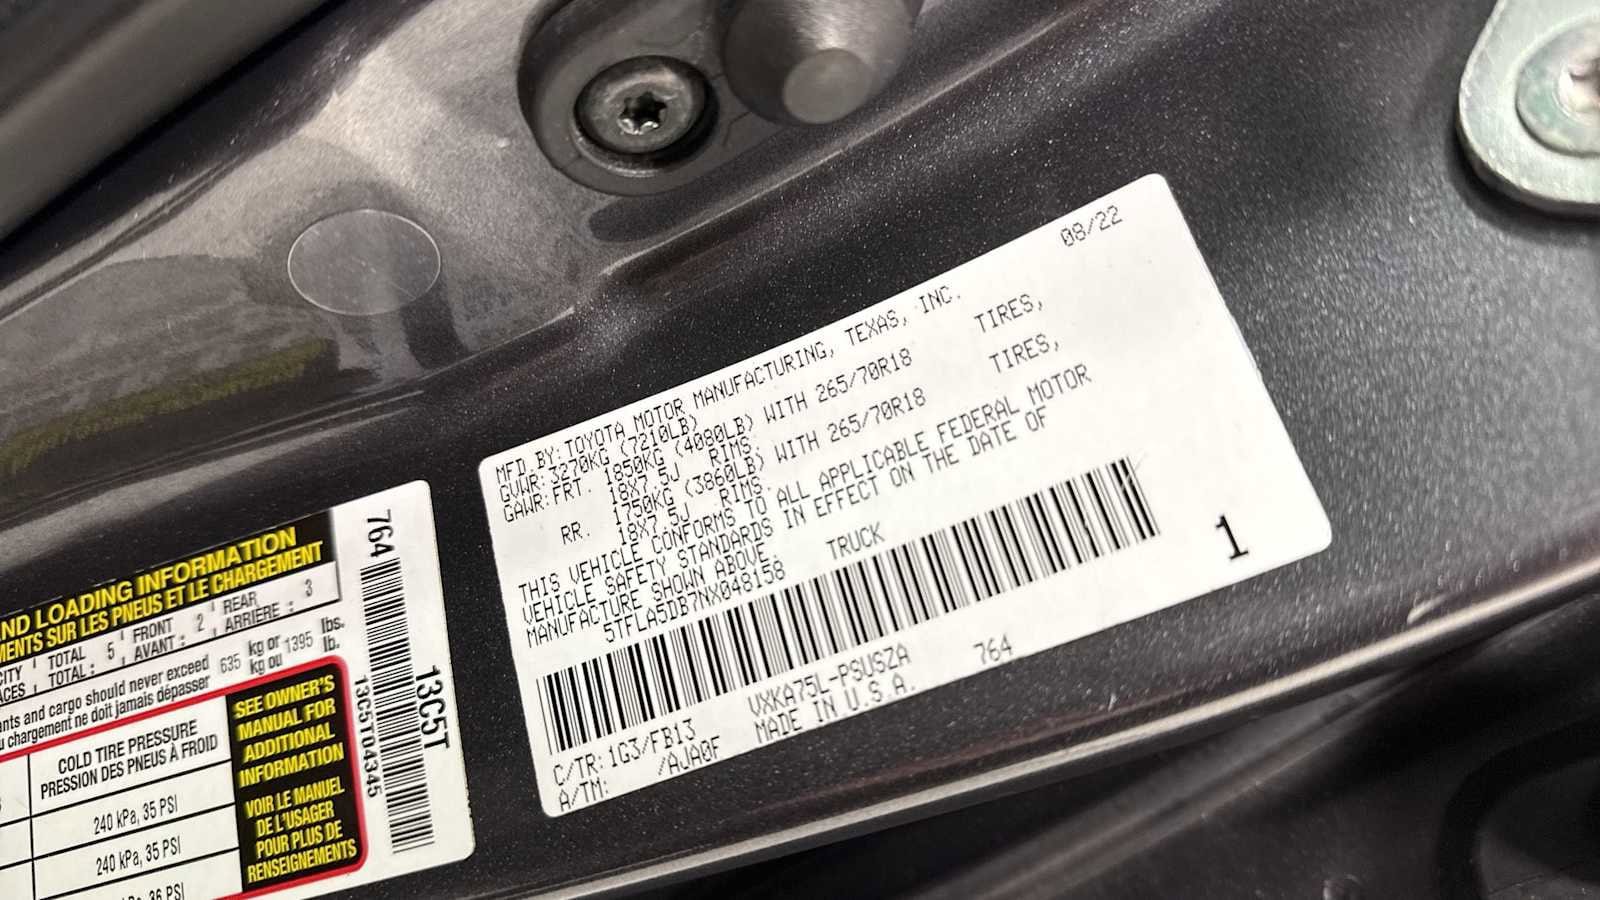 08/22
MFD.BY:TOYOTA MOTOR MANUFACTURING, TEXAS, INC.
GVWR:3270KG (7210LB)
GAWR:FRT. 1850KG (4080LB) WITH 265/70R18 TIRES,
18X7.5J RIMS.
RR. 1750KG (3860LB) WITH 265/70R18 TIRES,
18X7.5J RIMS.
THIS VEHICLE CONFORMS TO ALL APPLICABLE FEDERAL MOTOR
VEHICLE SAFETY STANDARDS IN EFFECT ON THE DATE OF
MANUFACTURE SHOWN ABOVE.
5TFLA5DB7NX048158 TRUCK
1
C/TR:1G3/FB13 VXKA75L-PSUSZA 764
A/TM: /AJA0F MADE IN U.S.A.
ND LOADING INFORMATION
MENTS SUR LES PNEUS ET LE CHARGEMENT
CITY TOTAL 5 FRONT 2 REAR 3
ACES TOTAL : AVANT : ARRIÈRE :
ants and cargo should never exceed 635 kg or 1395 lbs.
u chargement ne doit jamais dépasser kg ou lb.
COLD TIRE PRESSURE
PRESSION DES PNEUS À FROID
240 kPa, 35 PSI
240 kPa, 35 PSI
36 PSI
SEE OWNER'S
MANUAL FOR
ADDITIONAL
INFORMATION
VOIR LE MANUEL
DE L'USAGER
POUR PLUS DE
RENSEIGNEMENTS
764
13C5T
13C5T04345